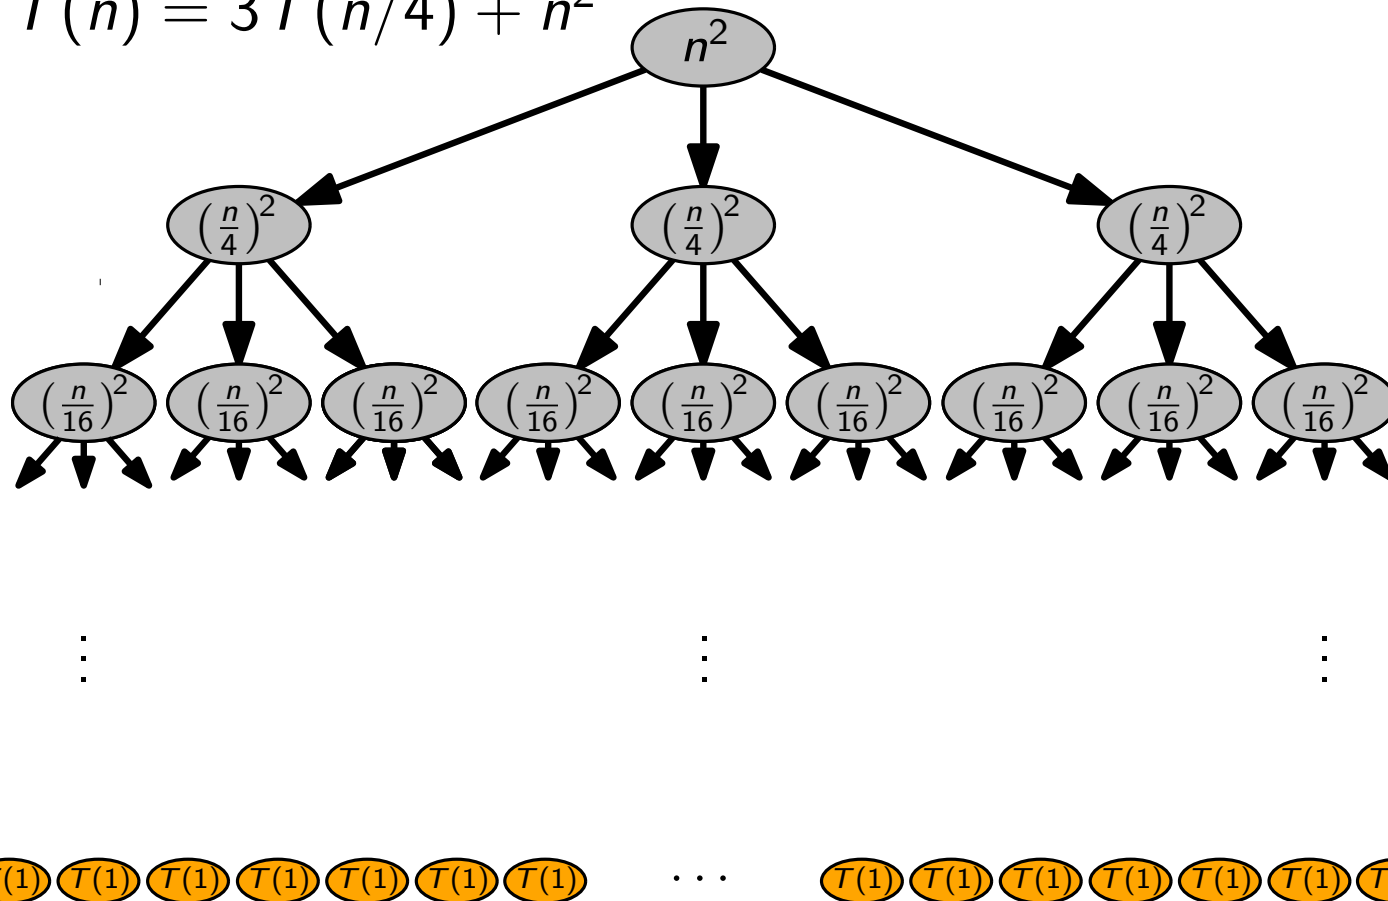 T(n) = 3T(n/4) + n²
n²
(n/4)² (n/4)² (n/4)²
(n/16)² (n/16)² (n/16)² (n/16)² (n/16)² (n/16)² (n/16)² (n/16)² (n/16)²
⋮ ⋮ ⋮
T(1) T(1) T(1) T(1) T(1) T(1) T(1) ⋯ T(1) T(1) T(1) T(1) T(1) T(1) T